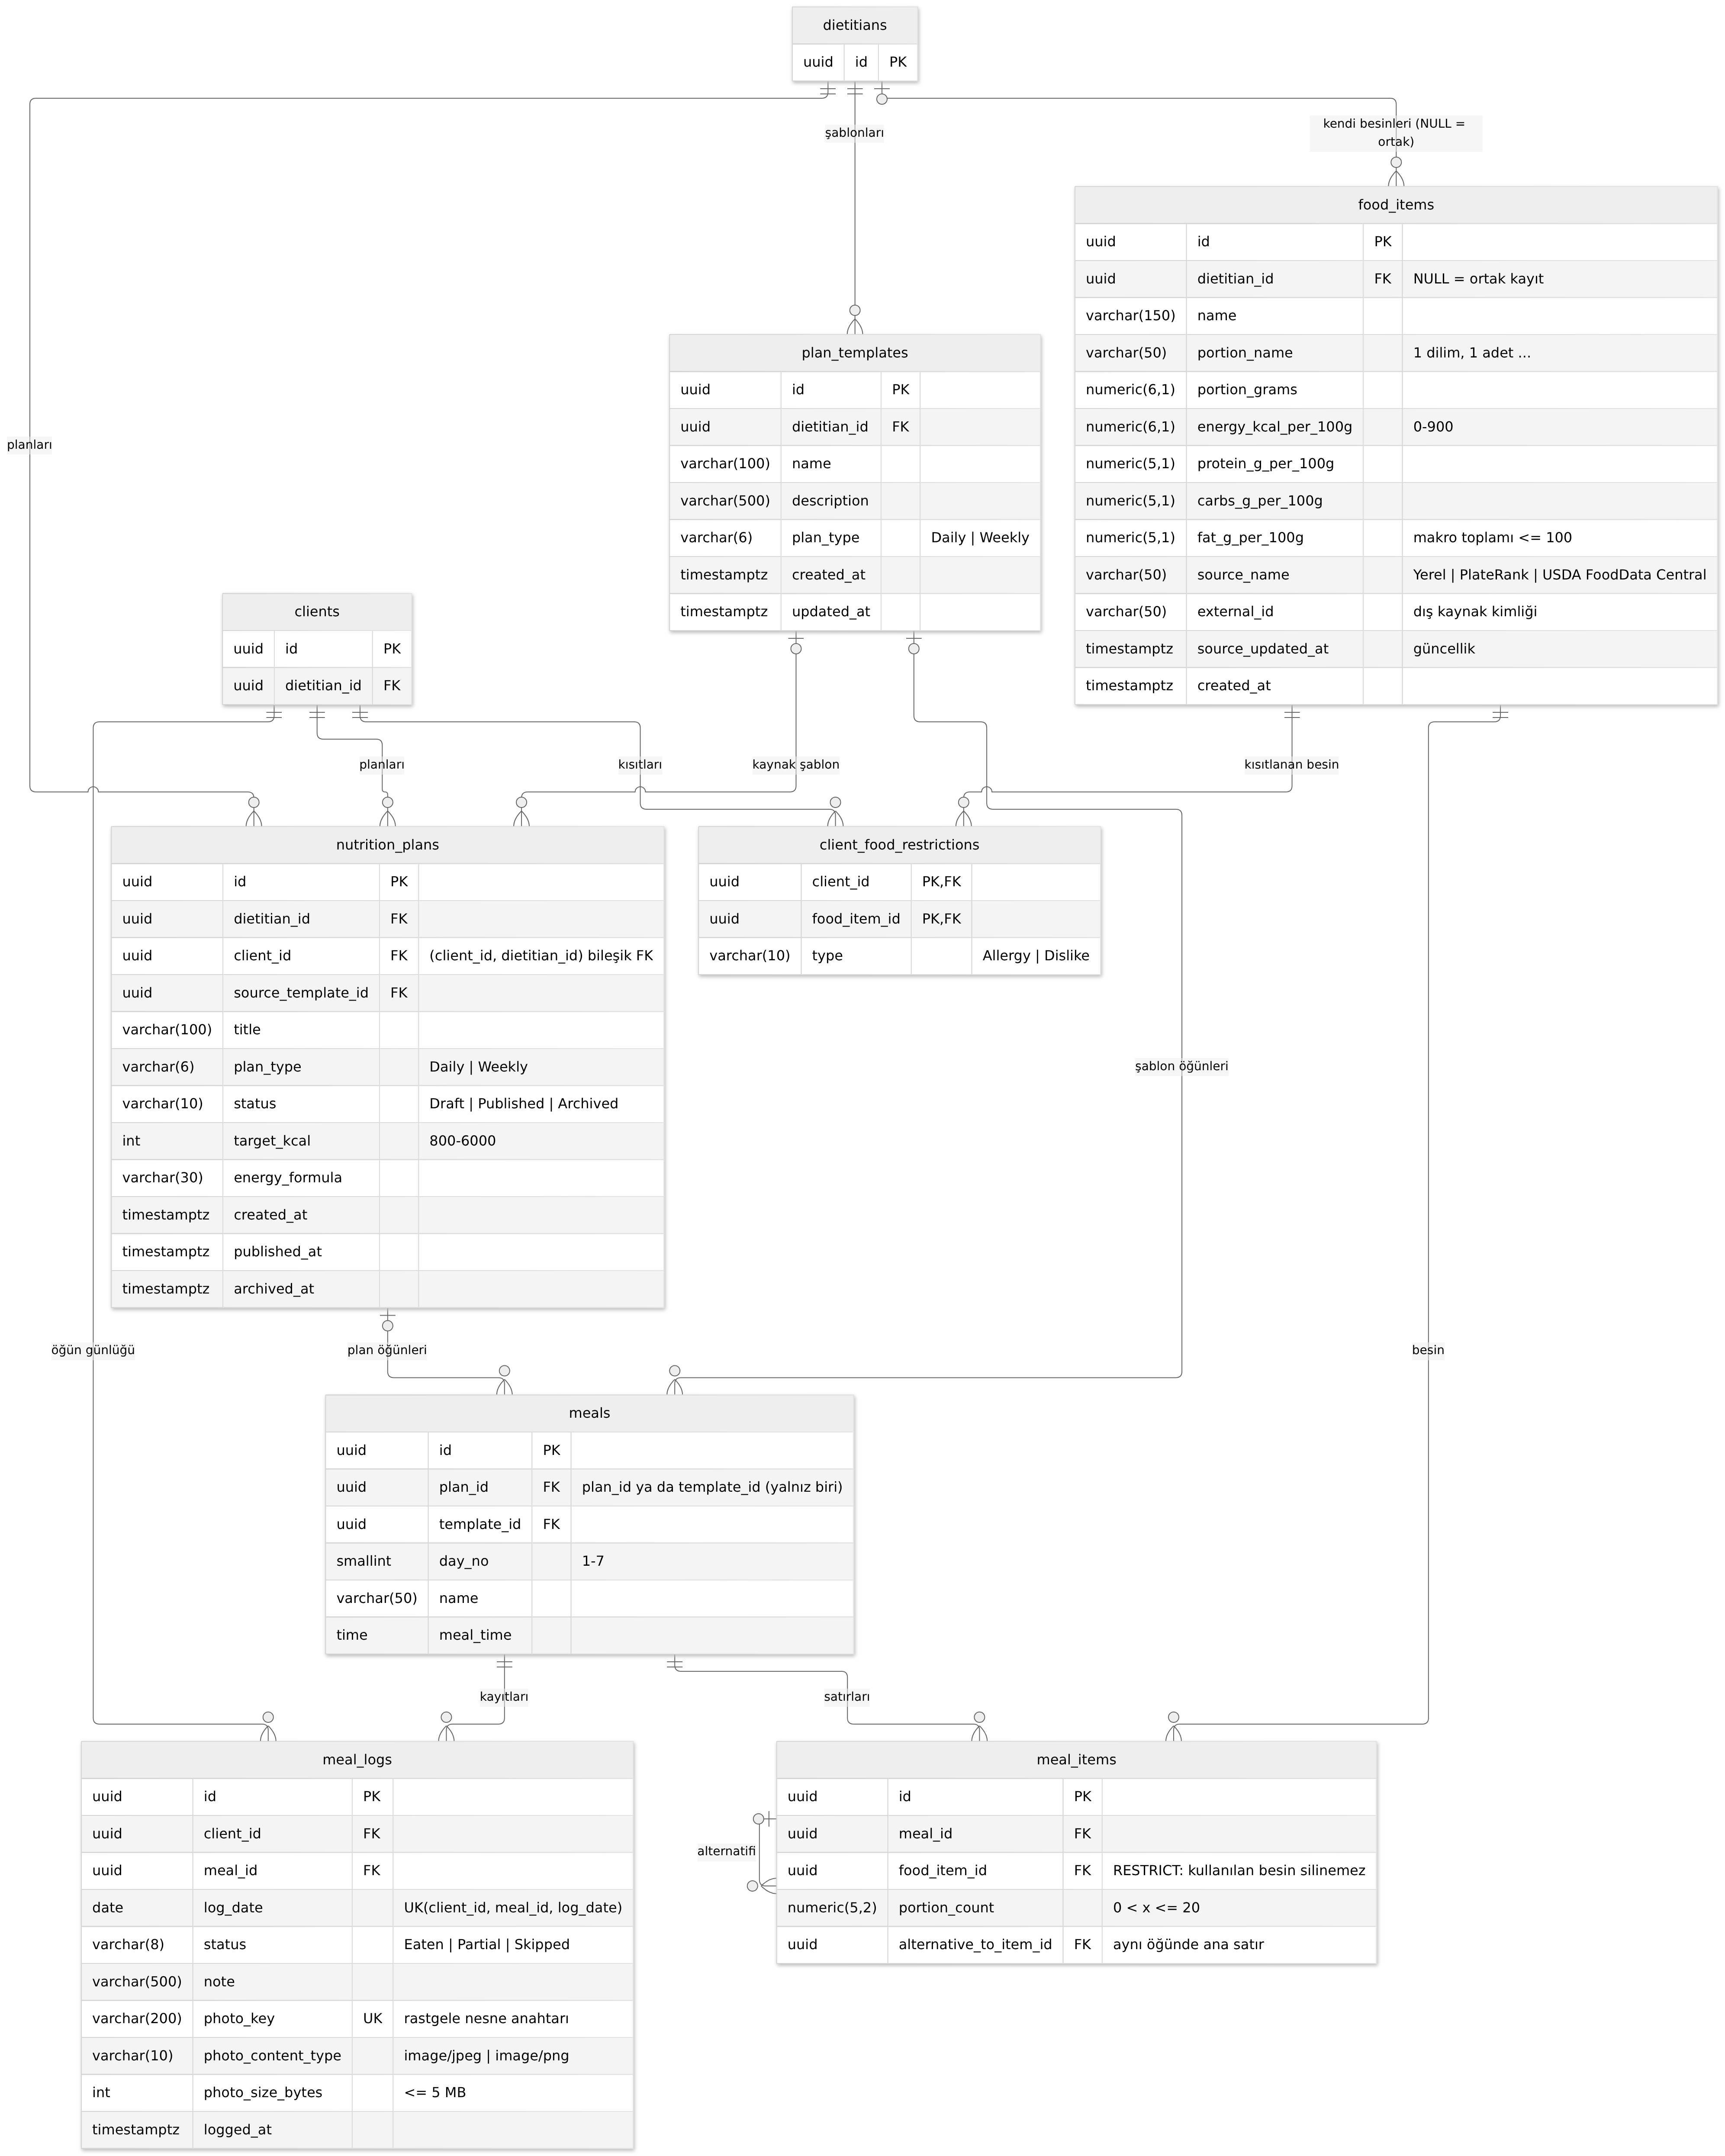 dietitians
uuid id PK
şablonları
kendi besinleri (NULL =
ortak)
planları
food_items
uuid id PK
uuid dietitian_id FK NULL = ortak kayıt
varchar(150) name
varchar(50) portion_name 1 dilim, 1 adet ...
numeric(6,1) portion_grams
numeric(6,1) energy_kcal_per_100g 0-900
numeric(5,1) protein_g_per_100g
numeric(5,1) carbs_g_per_100g
numeric(5,1) fat_g_per_100g makro toplamı <= 100
varchar(50) source_name Yerel | PlateRank | USDA FoodData Central
varchar(50) external_id dış kaynak kimliği
timestamptz source_updated_at güncellik
timestamptz created_at
plan_templates
uuid id PK
uuid dietitian_id FK
varchar(100) name
varchar(500) description
varchar(6) plan_type Daily | Weekly
timestamptz created_at
timestamptz updated_at
clients
uuid id PK
uuid dietitian_id FK
planları
kısıtları
kaynak şablon
kısıtlanan besin
nutrition_plans
uuid id PK
uuid dietitian_id FK
uuid client_id FK (client_id, dietitian_id) bileşik FK
uuid source_template_id FK
varchar(100) title
varchar(6) plan_type Daily | Weekly
varchar(10) status Draft | Published | Archived
int target_kcal 800-6000
varchar(30) energy_formula
timestamptz created_at
timestamptz published_at
timestamptz archived_at
client_food_restrictions
uuid client_id PK,FK
uuid food_item_id PK,FK
varchar(10) type Allergy | Dislike
şablon öğünleri
öğün günlüğü
plan öğünleri
besin
meals
uuid id PK
uuid plan_id FK plan_id ya da template_id (yalnız biri)
uuid template_id FK
smallint day_no 1-7
varchar(50) name
time meal_time
kayıtları
satırları
meal_logs
uuid id PK
uuid client_id FK
uuid meal_id FK
date log_date UK(client_id, meal_id, log_date)
varchar(8) status Eaten | Partial | Skipped
varchar(500) note
varchar(200) photo_key UK rastgele nesne anahtarı
varchar(10) photo_content_type image/jpeg | image/png
int photo_size_bytes <= 5 MB
timestamptz logged_at
alternatifi
meal_items
uuid id PK
uuid meal_id FK
uuid food_item_id FK RESTRICT: kullanılan besin silinemez
numeric(5,2) portion_count 0 < x <= 20
uuid alternative_to_item_id FK aynı öğünde ana satır